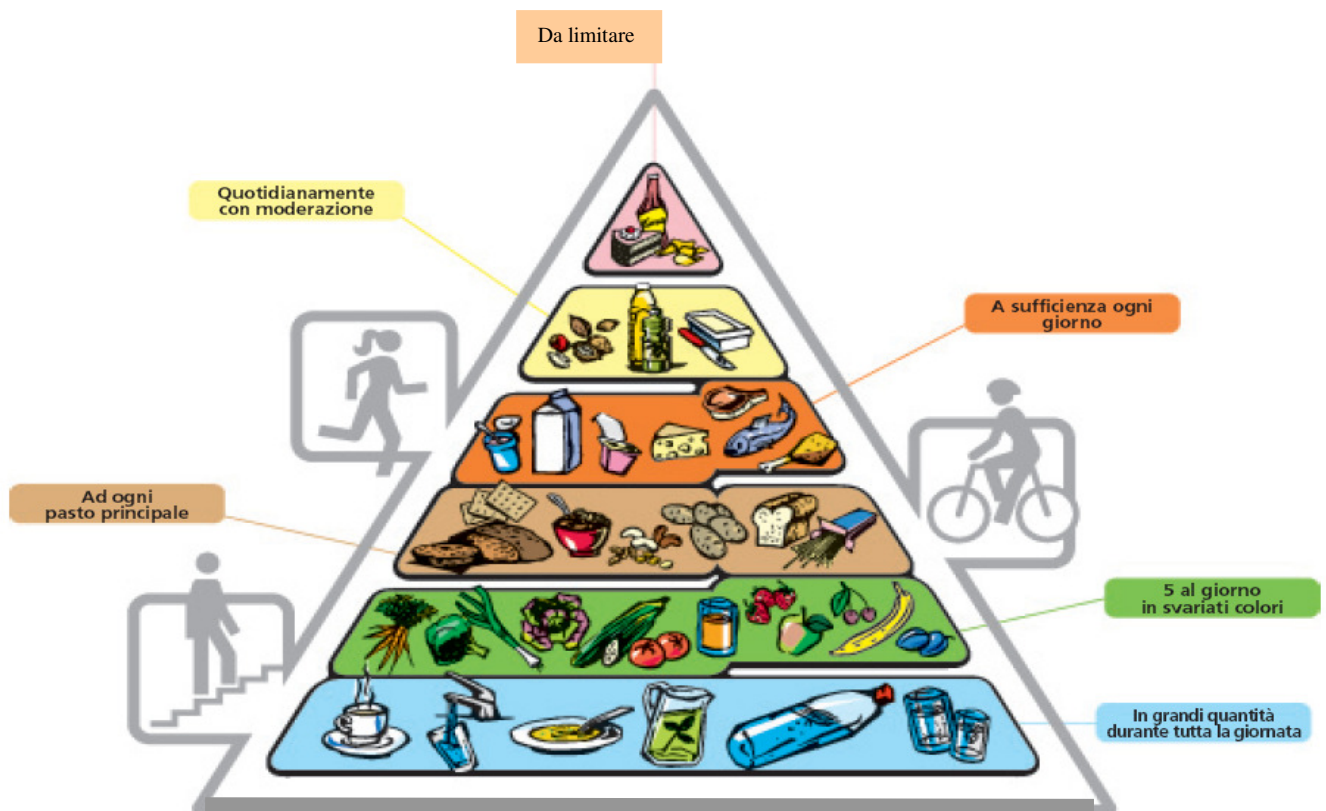 Da limitare
Quotidianamente
con moderazione
A sufficienza ogni
giorno
Ad ogni
pasto principale
5 al giorno
in svariati colori
In grandi quantità
durante tutta la giornata